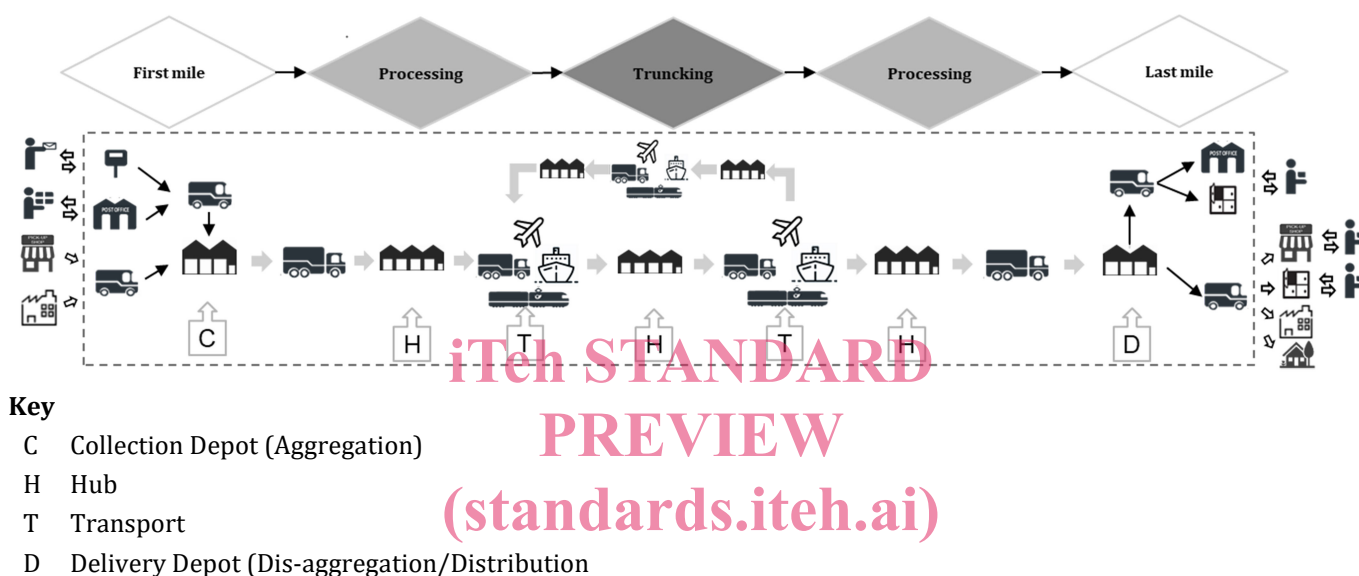 First mile
Processing
Truncking
Processing
Last mile
POST OFFICE
POST OFFICE
PICK UP
SHOP
PICK UP
SHOP
C
H
T
H
T
H
D
iTeh STANDARD
PREVIEW
(standards.iteh.ai)
Key
C Collection Depot (Aggregation)
H Hub
T Transport
D Delivery Depot (Dis-aggregation/Distribution